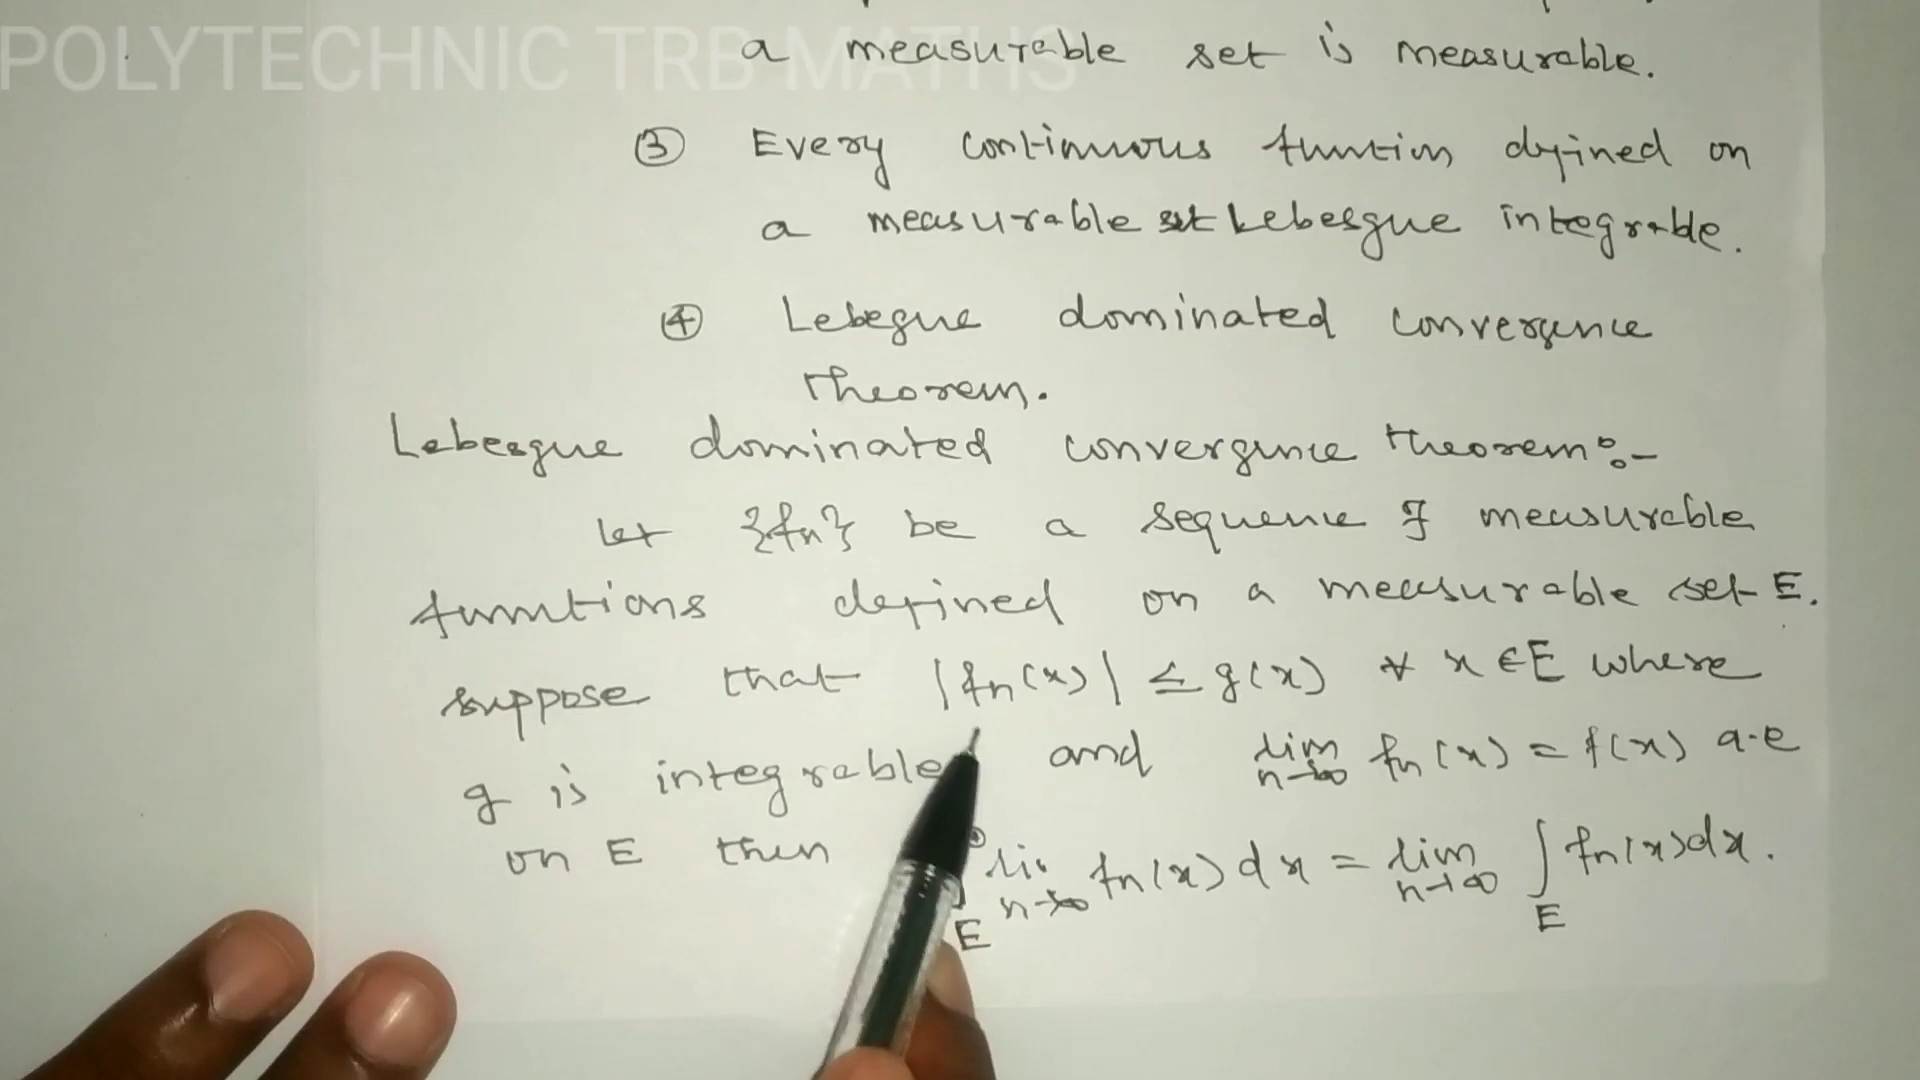 POLYTECHNIC TRB MATHS
a measurable set is measurable.
③ Every continuous function defined on
a measurable set Lebesgue integrable.
④ Lebegue dominated convergence
theorem.
Lebesgue dominated convergence theorem:-
Let {fn} be a sequence of measurable
functions defined on a measurable set E.
suppose that |fn(x)| ≤ g(x) ∀ x ∈ E where
g is integrable and lim n→∞ fn(x) = f(x) a.e
on E then ∫E lim n→∞ fn(x) dx = lim n→∞ ∫E fn(x)dx.